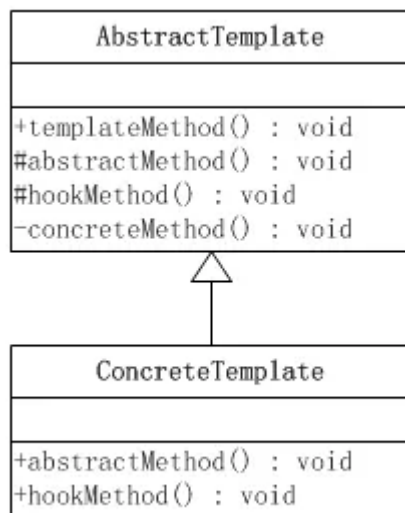 AbstractTemplate
+templateMethod() : void
#abstractMethod() : void
#hookMethod() : void
-concreteMethod() : void
ConcreteTemplate
+abstractMethod() : void
+hookMethod() : void